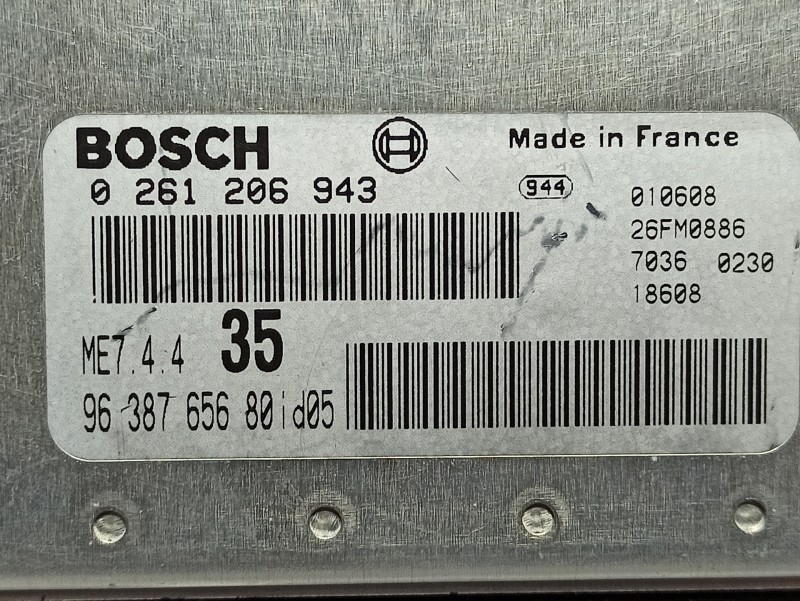 BOSCH
Made in France
0 261 206 943
944
010608
26FM0886
7036 0230
18608
ME7.4.4 35
96 387 656 80id05